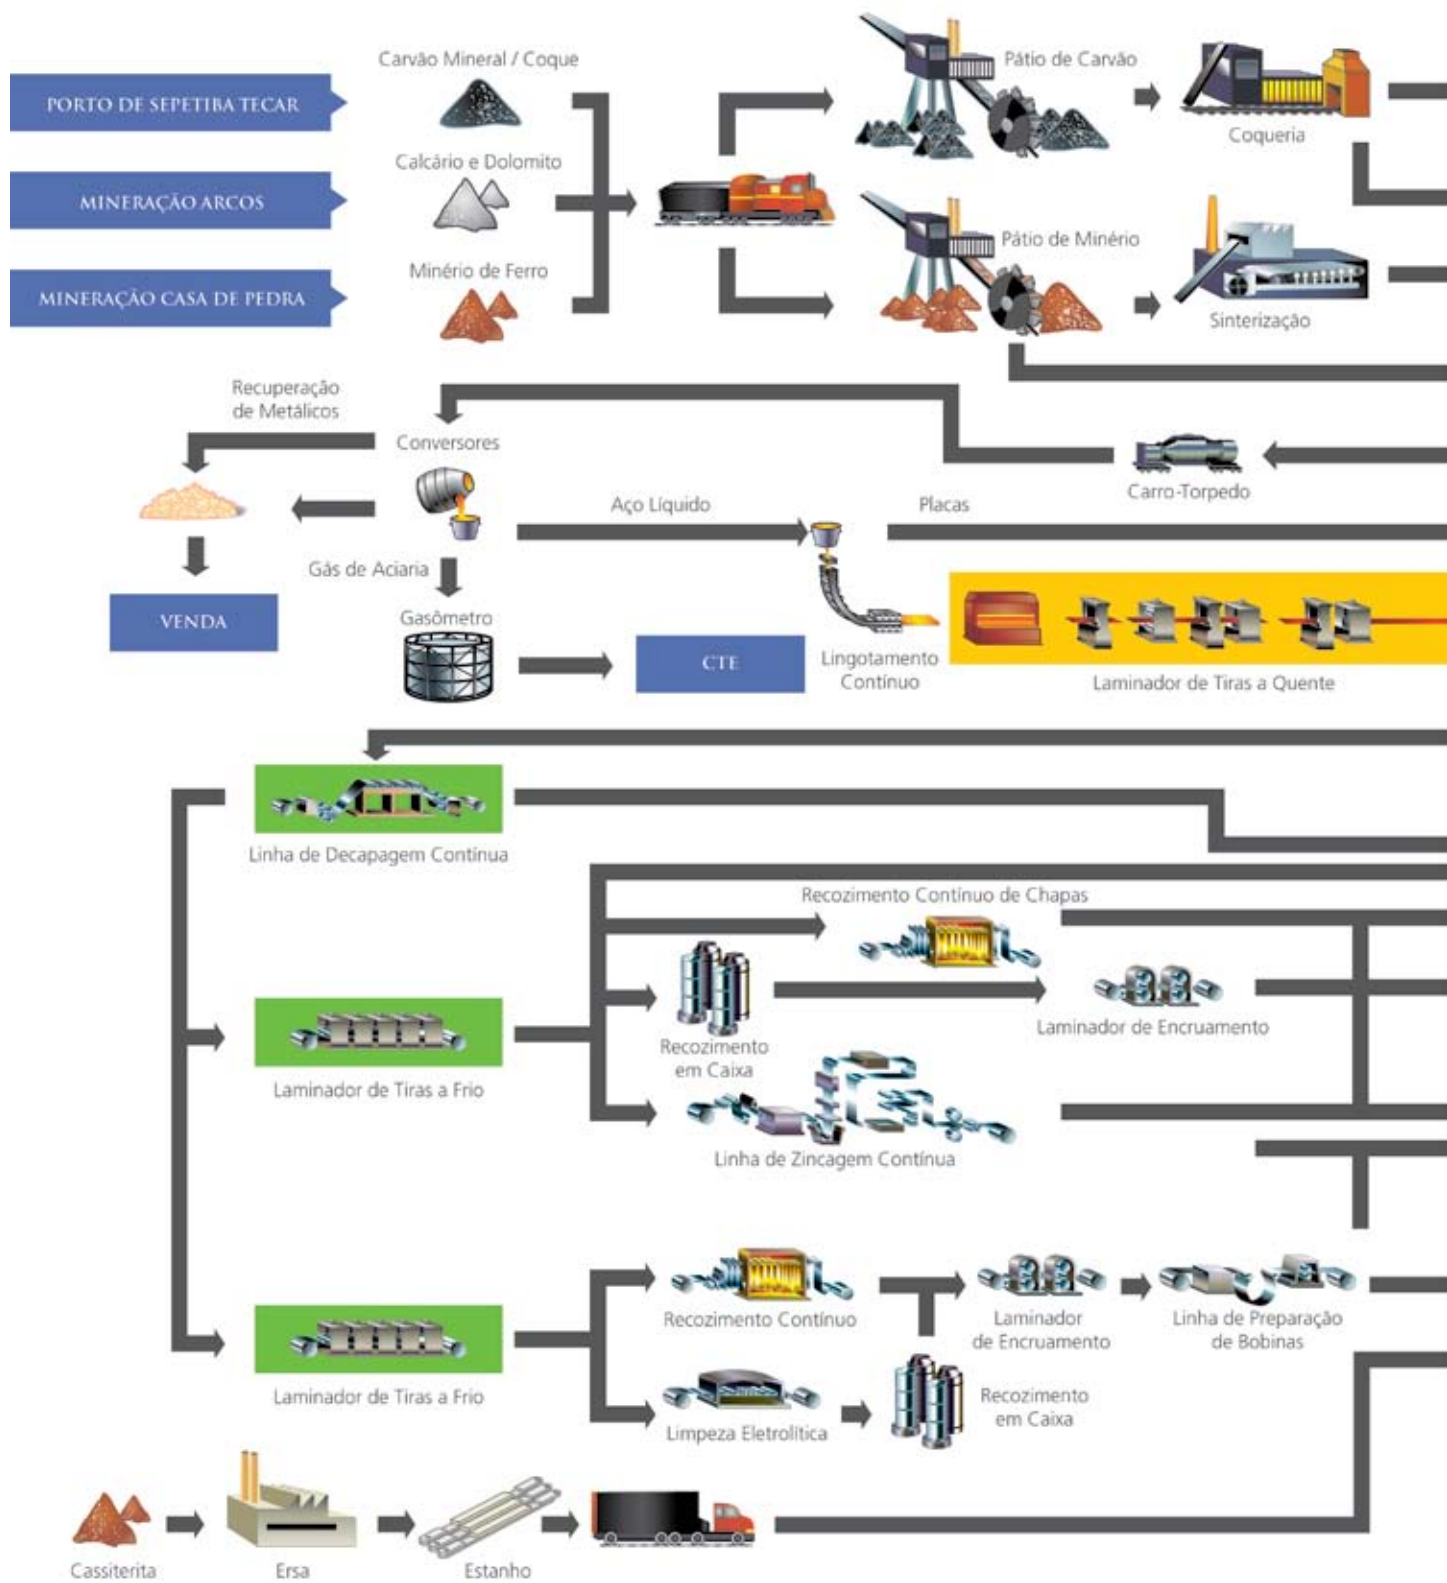 Carvão Mineral / Coque
Pátio de Carvão
PORTO DE SEPETIBA TECAR
Coqueria
Calcário e Dolomito
MINERAÇÃO ARCOS
Pátio de Minério
Minério de Ferro
MINERAÇÃO CASA DE PEDRA
Sinterização
Recuperação
de Metálicos
Conversores
Carro-Torpedo
Aço Líquido
Placas
Gás de Aciaria
VENDA
Gasômetro
CTE
Lingotamento
Contínuo
Laminador de Tiras a Quente
Linha de Decapagem Contínua
Recozimento Contínuo de Chapas
Laminador de Encruamento
Recozimento
em Caixa
Laminador de Tiras a Frio
Linha de Zincagem Contínua
Recozimento Contínuo
Laminador
de Encruamento
Linha de Preparação
de Bobinas
Laminador de Tiras a Frio
Recozimento
em Caixa
Limpeza Eletrolítica
Cassiterita
Ersa
Estanho